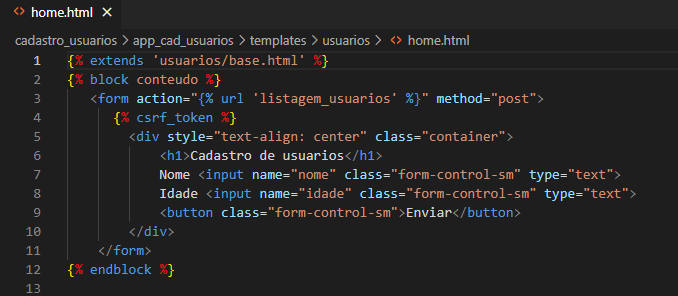 home.html
cadastro_usuarios > app_cad_usuarios > templates > usuarios > home.html
1 {% extends 'usuarios/base.html' %}
2 {% block conteudo %}
3 <form action="{% url 'listagem_usuarios' %}" method="post">
4 {% csrf_token %}
5 <div style="text-align: center" class="container">
6 <h1>Cadastro de usuarios</h1>
7 Nome <input name="nome" class="form-control-sm" type="text">
8 Idade <input name="idade" class="form-control-sm" type="text">
9 <button class="form-control-sm">Enviar</button>
10 </div>
11 </form>
12 {% endblock %}
13